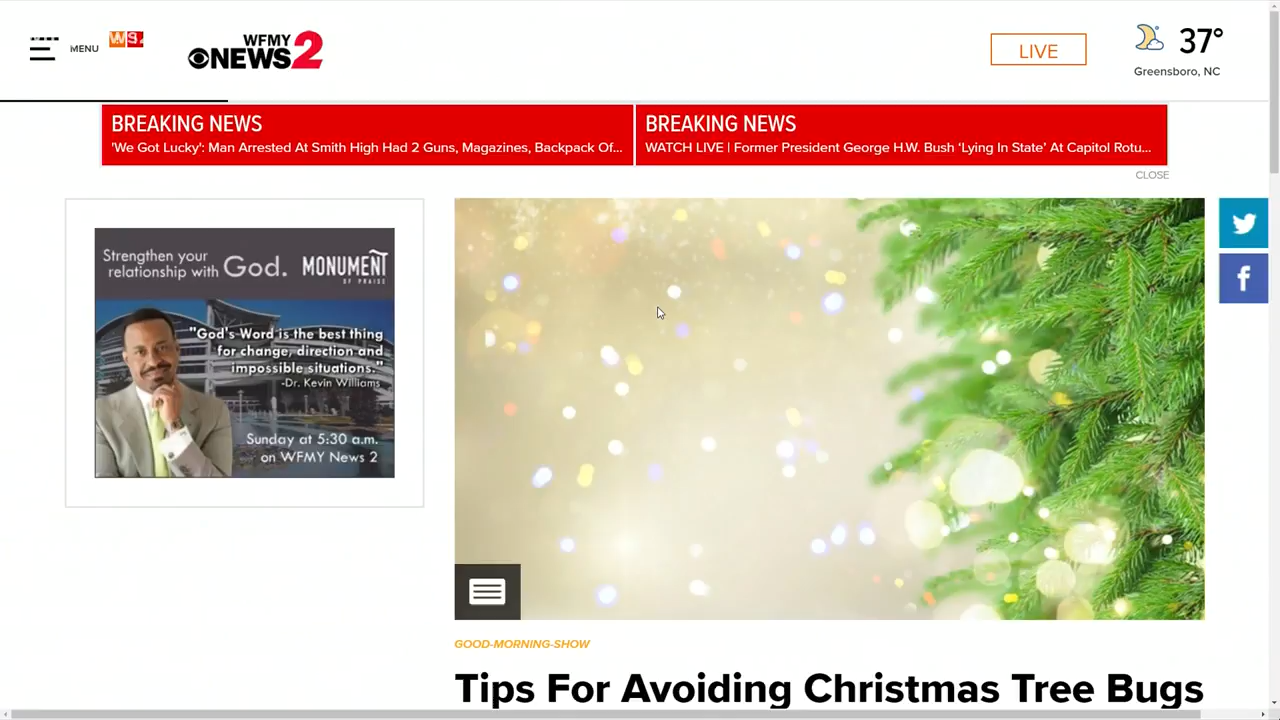 MENU
WS.
WFMY
NEWS 2
LIVE
37°
Greensboro, NC
BREAKING NEWS
'We Got Lucky': Man Arrested At Smith High Had 2 Guns, Magazines, Backpack Of...
BREAKING NEWS
WATCH LIVE | Former President George H.W. Bush ‘Lying In State’ At Capitol Rotu...
CLOSE
Strengthen your
relationship with God.
MONUMENT
OF PRAISE
"God's Word is the best thing
for change, direction and
impossible situations."
-Dr. Kevin Williams
Sunday at 5:30 a.m.
on WFMY News 2
GOOD-MORNING-SHOW
Tips For Avoiding Christmas Tree Bugs